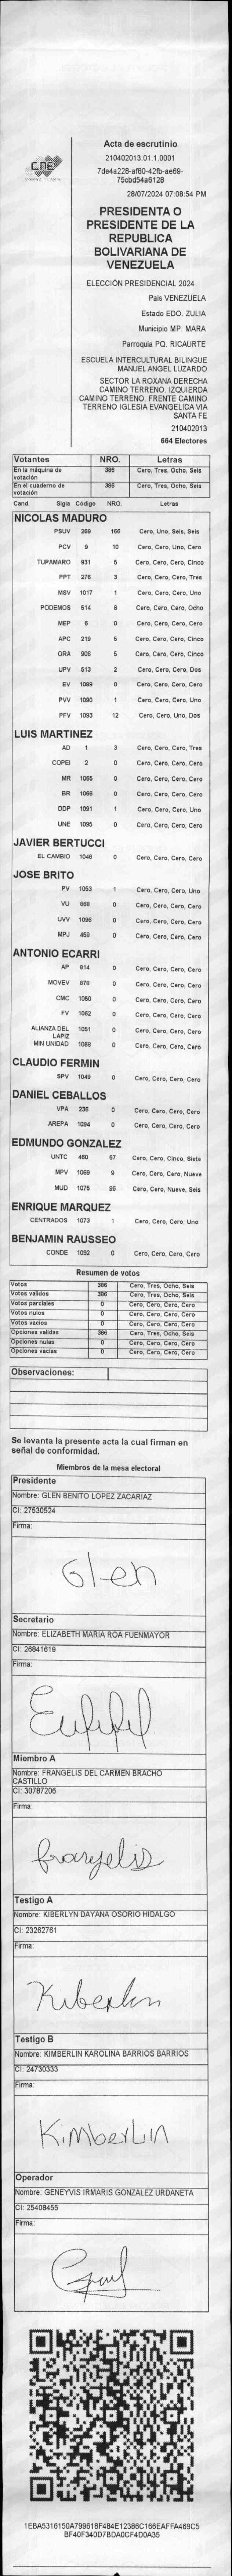 CNE
Acta de escrutinio
210402013.01.1.0001
7de4a228-af80-42fb-ae69-
75cbd54a6128
28/07/2024 07:08:54 PM
PRESIDENTA O
PRESIDENTE DE LA
REPUBLICA
BOLIVARIANA DE
VENEZUELA
ELECCIÓN PRESIDENCIAL 2024
Pais VENEZUELA
Estado EDO. ZULIA
Municipio MP. MARA
Parroquia PQ. RICAURTE
ESCUELA INTERCULTURAL BILINGUE
MANUEL ANGEL LUZARDO
SECTOR LA ROXANA DERECHA
CAMINO TERRENO. IZQUIERDA
CAMINO TERRENO. FRENTE CAMINO
TERRENO IGLESIA EVANGELICA VIA
SANTA FE
210402013
664 Electores
Votantes NRO. Letras
En la máquina de votación 386 Cero, Tres, Ocho, Seis
En el cuaderno de votación 386 Cero, Tres, Ocho, Seis
Cand. Sigla Código NRO. Letras
NICOLAS MADURO
PSUV 269 166 Cero, Uno, Seis, Seis
PCV 9 10 Cero, Cero, Uno, Cero
TUPAMARO 931 5 Cero, Cero, Cero, Cinco
PPT 276 3 Cero, Cero, Cero, Tres
MSV 1017 1 Cero, Cero, Cero, Uno
PODEMOS 514 8 Cero, Cero, Cero, Ocho
MEP 6 0 Cero, Cero, Cero, Cero
APC 219 5 Cero, Cero, Cero, Cinco
ORA 906 5 Cero, Cero, Cero, Cinco
UPV 513 2 Cero, Cero, Cero, Dos
EV 1089 0 Cero, Cero, Cero, Cero
PVV 1090 1 Cero, Cero, Cero, Uno
PFV 1093 12 Cero, Cero, Uno, Dos
LUIS MARTINEZ
AD 1 3 Cero, Cero, Cero, Tres
COPEI 2 0 Cero, Cero, Cero, Cero
MR 1065 0 Cero, Cero, Cero, Cero
BR 1066 0 Cero, Cero, Cero, Cero
DDP 1091 1 Cero, Cero, Cero, Uno
UNE 1095 0 Cero, Cero, Cero, Cero
JAVIER BERTUCCI
EL CAMBIO 1048 0 Cero, Cero, Cero, Cero
JOSE BRITO
PV 1053 1 Cero, Cero, Cero, Uno
VU 868 0 Cero, Cero, Cero, Cero
UVV 1096 0 Cero, Cero, Cero, Cero
MPJ 458 0 Cero, Cero, Cero, Cero
ANTONIO ECARRI
AP 814 0 Cero, Cero, Cero, Cero
MOVEV 679 0 Cero, Cero, Cero, Cero
CMC 1050 0 Cero, Cero, Cero, Cero
FV 1062 0 Cero, Cero, Cero, Cero
ALIANZA DEL LAPIZ 1051 0 Cero, Cero, Cero, Cero
MIN UNIDAD 1088 0 Cero, Cero, Cero, Cero
CLAUDIO FERMIN
SPV 1049 0 Cero, Cero, Cero, Cero
DANIEL CEBALLOS
VPA 236 0 Cero, Cero, Cero, Cero
AREPA 1094 0 Cero, Cero, Cero, Cero
EDMUNDO GONZALEZ
UNTC 460 57 Cero, Cero, Cinco, Siete
MPV 1069 9 Cero, Cero, Cero, Nueve
MUD 1075 96 Cero, Cero, Nueve, Seis
ENRIQUE MARQUEZ
CENTRADOS 1073 1 Cero, Cero, Cero, Uno
BENJAMIN RAUSSEO
CONDE 1092 0 Cero, Cero, Cero, Cero
Resumen de votos
Votos 386 Cero, Tres, Ocho, Seis
Votos validos 386 Cero, Tres, Ocho, Seis
Votos parciales 0 Cero, Cero, Cero, Cero
Votos nulos 0 Cero, Cero, Cero, Cero
Votos vacios 0 Cero, Cero, Cero, Cero
Opciones validas 386 Cero, Tres, Ocho, Seis
Opciones nulas 0 Cero, Cero, Cero, Cero
Opciones vacias 0 Cero, Cero, Cero, Cero
Observaciones:
Se levanta la presente acta la cual firman en
señal de conformidad.
Miembros de la mesa electoral
Presidente
Nombre: GLEN BENITO LOPEZ ZACARIAZ
CI: 27530524
Firma:
Glen
Secretario
Nombre: ELIZABETH MARIA ROA FUENMAYOR
CI: 26841619
Firma:
Miembro A
Nombre: FRANGELIS DEL CARMEN BRACHO
CASTILLO
CI: 30787206
Firma:
frangelis
Testigo A
Nombre: KIBERLYN DAYANA OSORIO HIDALGO
CI: 23262761
Firma:
Kiberlin
Testigo B
Nombre: KIMBERLIN KAROLINA BARRIOS BARRIOS
CI: 24730333
Firma:
Kimberlin
Operador
Nombre: GENEYVIS IRMARIS GONZALEZ URDANETA
CI: 25408455
Firma:
1EBA5316150A799618F484E12386C166EAFFA469C5
BF40F340D7BDA0CF4D0A35